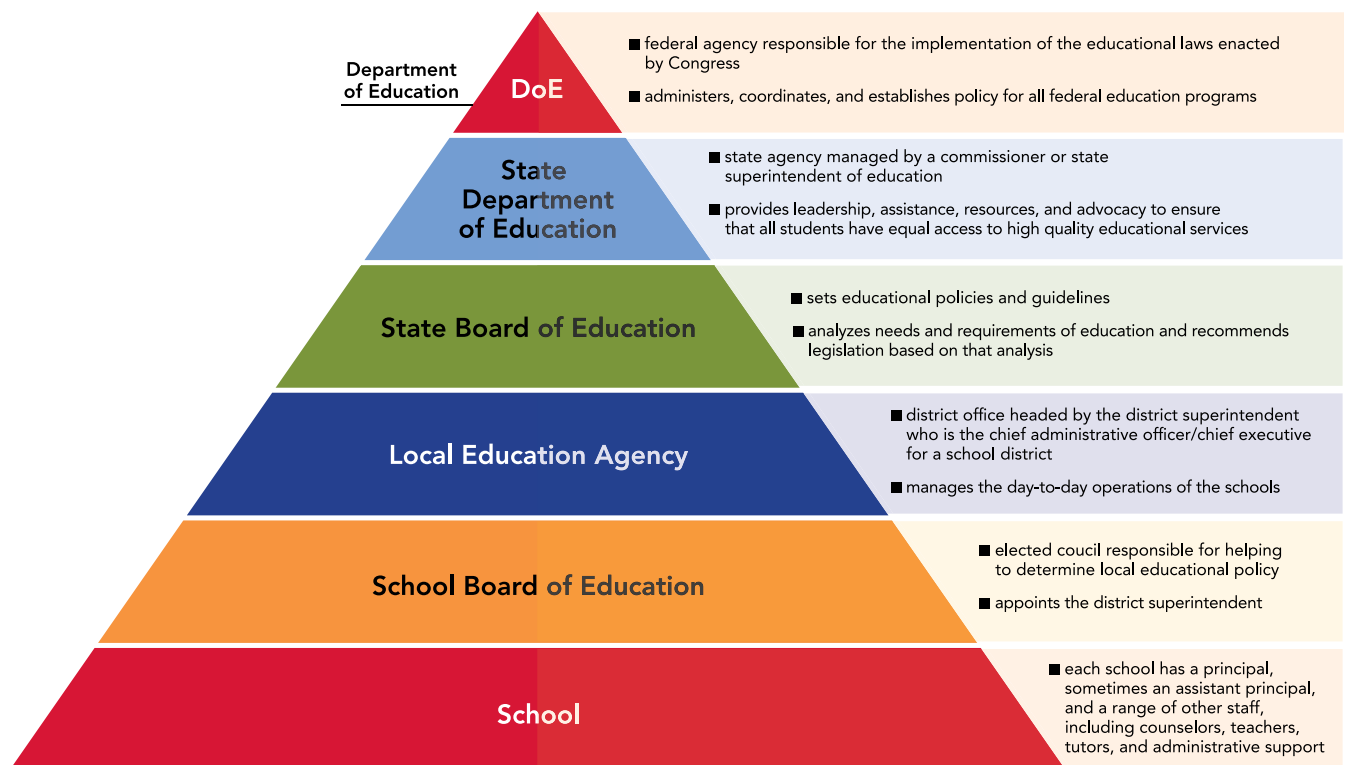 Department
of Education
DoE
■ federal agency responsible for the implementation of the educational laws enacted
by Congress
■ administers, coordinates, and establishes policy for all federal education programs
State
Department
of Education
■ state agency managed by a commissioner or state
superintendent of education
■ provides leadership, assistance, resources, and advocacy to ensure
that all students have equal access to high quality educational services
State Board of Education
■ sets educational policies and guidelines
■ analyzes needs and requirements of education and recommends
legislation based on that analysis
Local Education Agency
■ district office headed by the district superintendent
who is the chief administrative officer/chief executive
for a school district
■ manages the day-to-day operations of the schools
School Board of Education
■ elected coucil responsible for helping
to determine local educational policy
■ appoints the district superintendent
School
■ each school has a principal,
sometimes an assistant principal,
and a range of other staff,
including counselors, teachers,
tutors, and administrative support